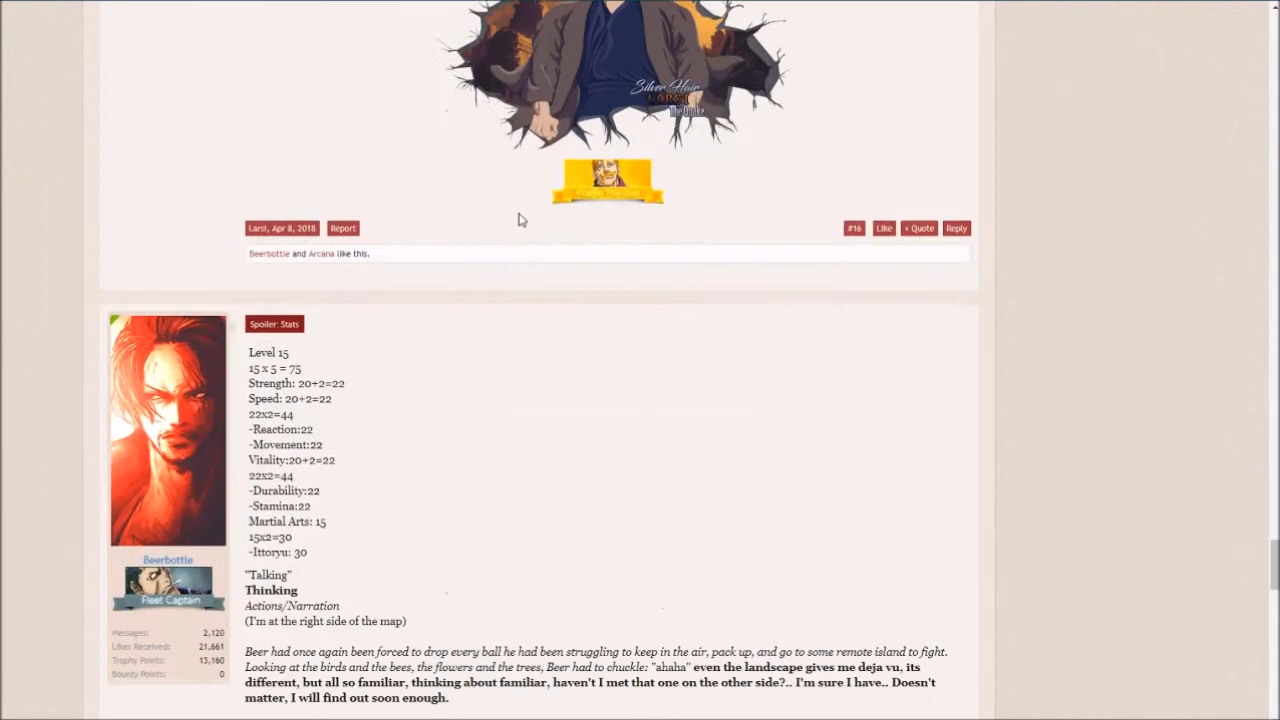 Silver Hair
LARSI
Larsi, Apr 8, 2018 Report #16 Like + Quote Reply
Beerbottle and Arcana like this.
Spoiler: Stats
Level 15
15 x 5 = 75
Strength: 20+2=22
Speed: 20+2=22
22x2=44
-Reaction:22
-Movement:22
Vitality:20+2=22
22x2=44
-Durability:22
-Stamina:22
Martial Arts: 15
15x2=30
-Ittoryu: 30
"Talking"
Thinking
Actions/Narration
(I'm at the right side of the map)
Beerbottle
Fleet Captain
Messages: 2,120
Likes Received: 21,661
Trophy Points: 13,160
Bounty Points: 0
Beer had once again been forced to drop every ball he had been struggling to keep in the air, pack up, and go to some remote island to fight.
Looking at the birds and the bees, the flowers and the trees, Beer had to chuckle: "ahaha" even the landscape gives me deja vu, its
different, but all so familiar, thinking about familiar, haven't I met that one on the other side?.. I'm sure I have.. Doesn't
matter, I will find out soon enough.